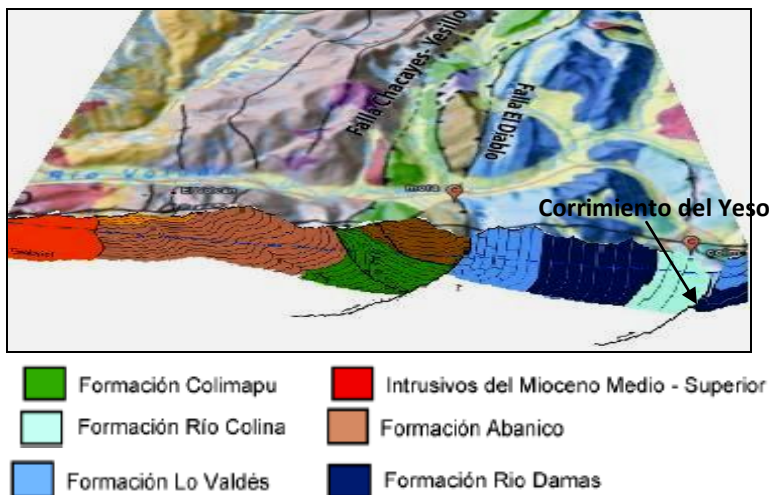 Falla Chacayes- Yesillo
Falla El Diablo
Corrimiento del Yeso
?
Formación Colimapu
Intrusivos del Mioceno Medio - Superior
Formación Río Colina
Formación Abanico
Formación Lo Valdés
Formación Rio Damas